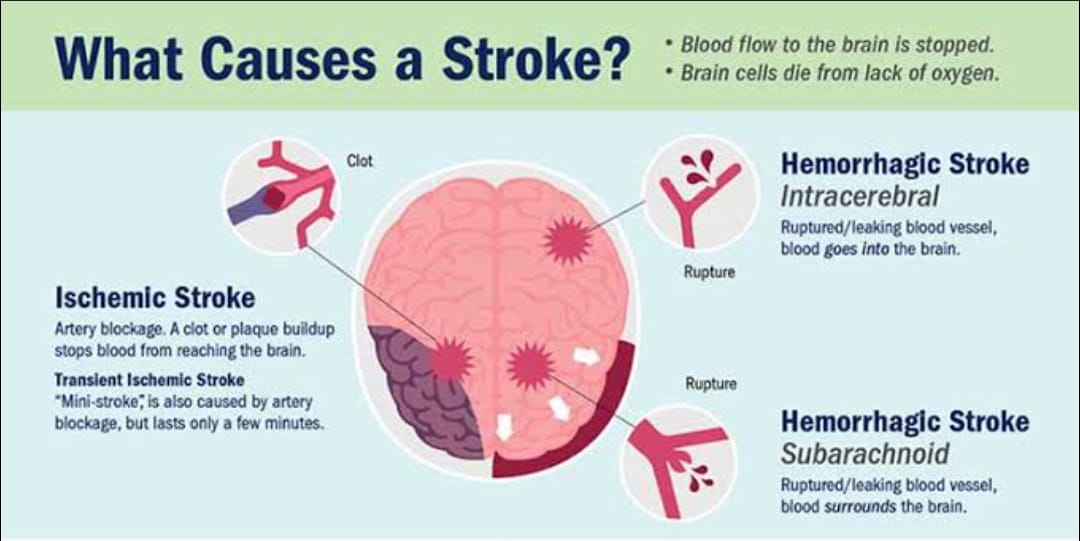 What Causes a Stroke?
• Blood flow to the brain is stopped.
• Brain cells die from lack of oxygen.
Clot
Ischemic Stroke
Artery blockage. A clot or plaque buildup
stops blood from reaching the brain.
Transient Ischemic Stroke
“Mini-stroke”, is also caused by artery
blockage, but lasts only a few minutes.
Rupture
Hemorrhagic Stroke
Intracerebral
Ruptured/leaking blood vessel,
blood goes into the brain.
Rupture
Hemorrhagic Stroke
Subarachnoid
Ruptured/leaking blood vessel,
blood surrounds the brain.